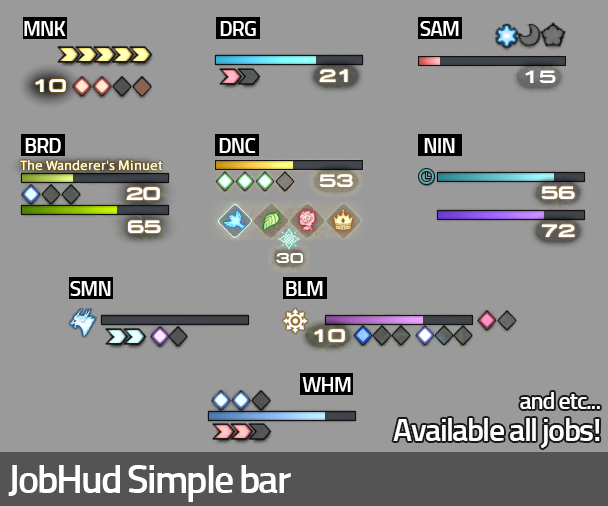 MNK
10
DRG
21
SAM
15
BRD
The Wanderer's Minuet
20
65
DNC
53
30
NIN
56
72
SMN
BLM
10
WHM
and etc...
Available all jobs!
JobHud Simple bar